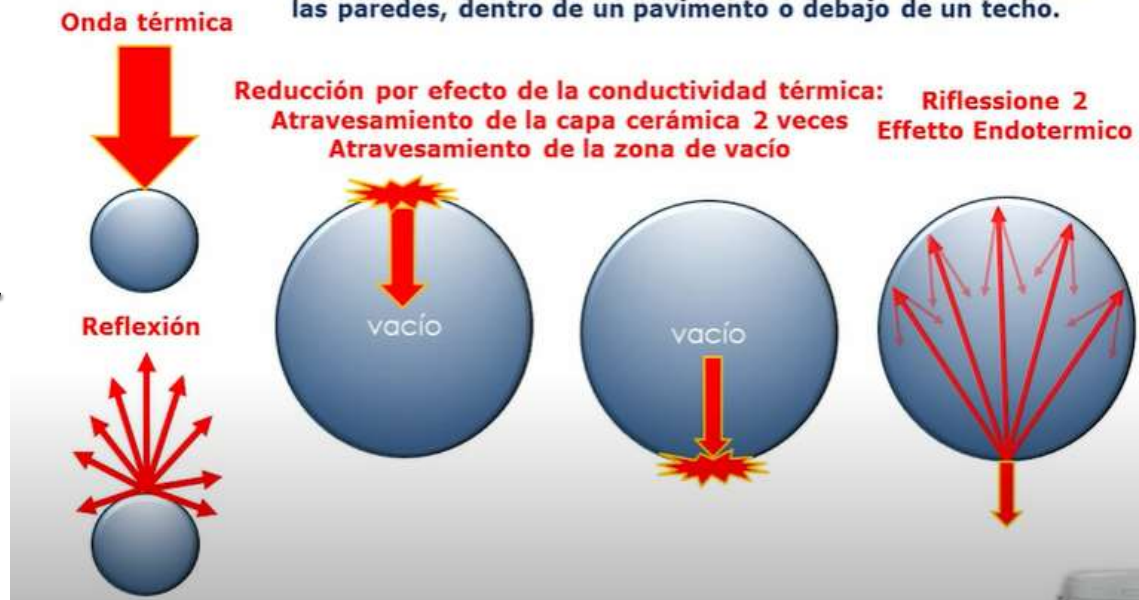 las paredes, dentro de un pavimento o debajo de un techo.
Onda térmica
Reducción por efecto de la conductividad térmica:
Atravesamiento de la capa cerámica 2 veces
Atravesamiento de la zona de vacío
Riflessione 2
Effetto Endotermico
vacío
vacío
Reflexión